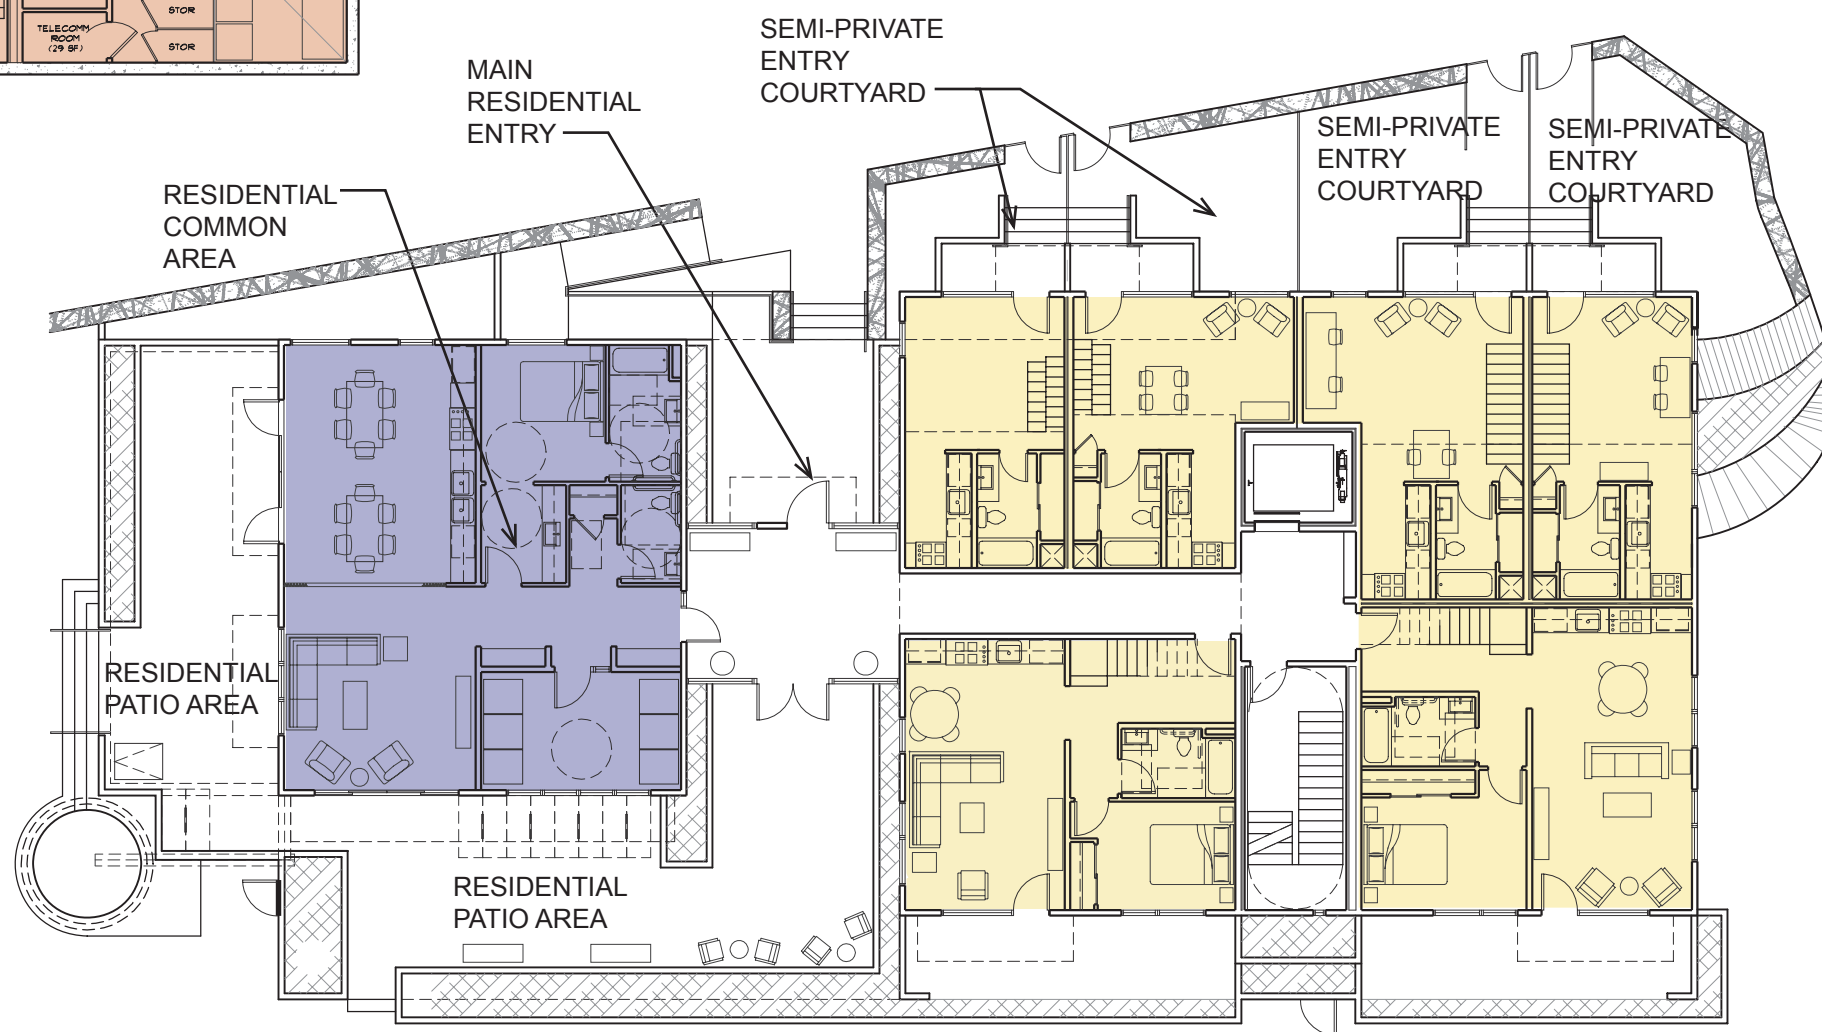 STOR
TELECOMM
ROOM
(29 SF)
STOR
SEMI-PRIVATE
ENTRY
COURTYARD
MAIN
RESIDENTIAL
ENTRY
SEMI-PRIVATE
ENTRY
COURTYARD
SEMI-PRIVATE
ENTRY
COURTYARD
RESIDENTIAL
COMMON
AREA
RESIDENTIAL
PATIO AREA
RESIDENTIAL
PATIO AREA